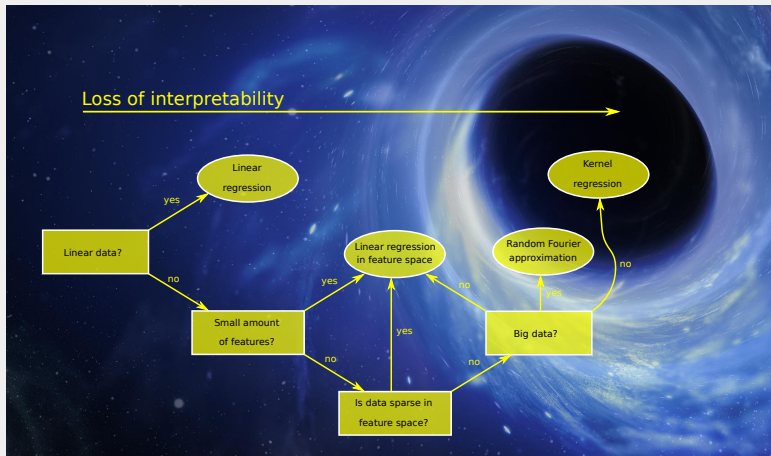 Loss of interpretability
Linear
regression
Kernel
regression
yes
Linear data?
Linear regression
in feature space
Random Fourier
approximation
no
no
yes
no
yes
Small amount
of features?
Big data?
yes
no
no
Is data sparse in
feature space?